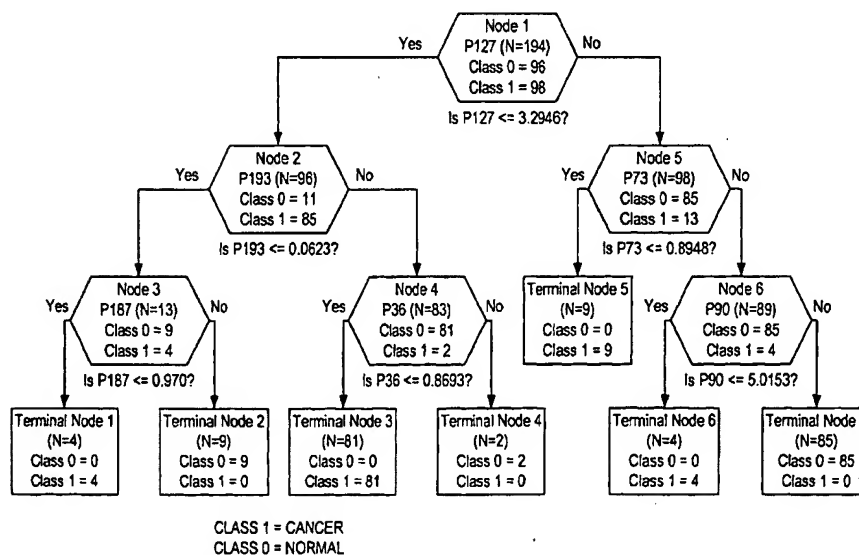 Node 1
P127 (N=194)
Class 0 = 96
Class 1 = 98
Yes
No
Is P127 <= 3.2946?
Node 2
P193 (N=96)
Class 0 = 11
Class 1 = 85
Yes
No
Is P193 <= 0.0623?
Node 5
P73 (N=98)
Class 0 = 85
Class 1 = 13
Yes
No
Is P73 <= 0.8948?
Node 3
P187 (N=13)
Class 0 = 9
Class 1 = 4
Yes
No
Is P187 <= 0.970?
Node 4
P36 (N=83)
Class 0 = 81
Class 1 = 2
Yes
No
Is P36 <= 0.8693?
Terminal Node 5
(N=9)
Class 0 = 0
Class 1 = 9
Node 6
P90 (N=89)
Class 0 = 85
Class 1 = 4
Yes
No
Is P90 <= 5.0153?
Terminal Node 1
(N=4)
Class 0 = 0
Class 1 = 4
Terminal Node 2
(N=9)
Class 0 = 9
Class 1 = 0
Terminal Node 3
(N=81)
Class 0 = 0
Class 1 = 81
Terminal Node 4
(N=2)
Class 0 = 2
Class 1 = 0
Terminal Node 6
(N=4)
Class 0 = 0
Class 1 = 4
Terminal Node
(N=85)
Class 0 = 85
Class 1 = 0
CLASS 1 = CANCER
CLASS 0 = NORMAL